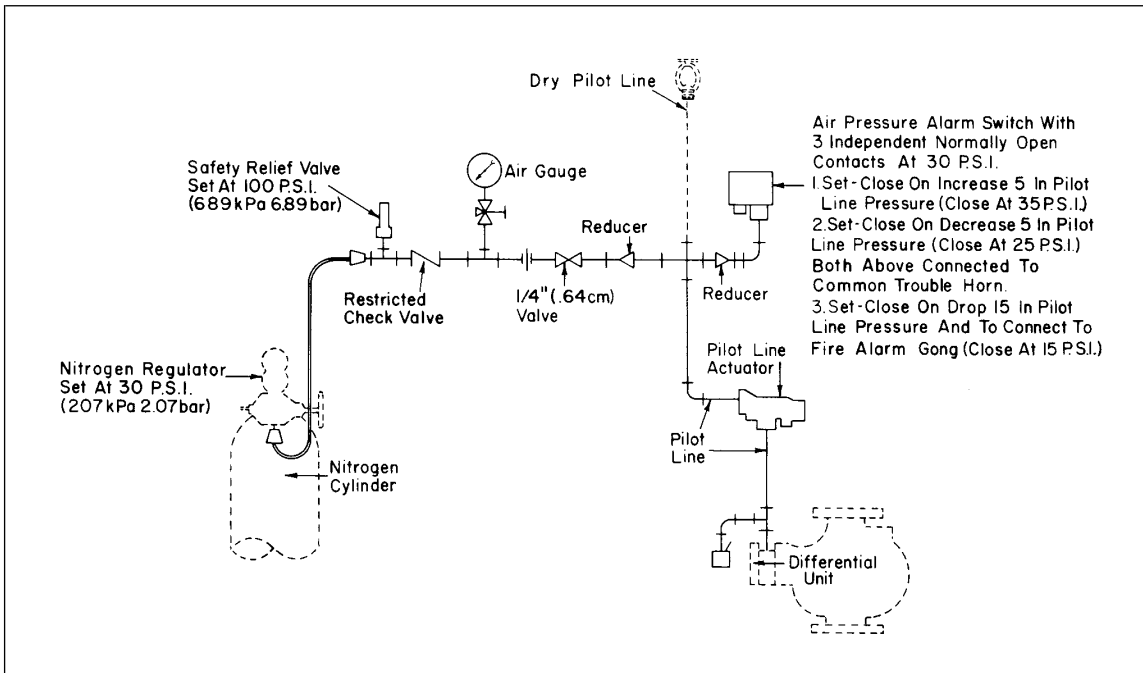 Dry Pilot Line
Air Pressure Alarm Switch With
3 Independent Normally Open
Contacts At 30 P.S.I.
1.Set-Close On Increase 5 In Pilot
Line Pressure (Close At 35P.S.I.)
2.Set-Close On Decrease 5 In Pilot
Line Pressure (Close At 25 P.S.I.)
Both Above Connected To
Common Trouble Horn.
3.Set-Close On Drop 15 In Pilot
Line Pressure And To Connect To
Fire Alarm Gong (Close At 15 P.S.I.)
Safety Relief Valve
Set At 100 P.S.I.
(689 kPa 6.89 bar)
Air Gauge
Reducer
Restricted
Check Valve
1/4" (.64cm)
Valve
Reducer
Nitrogen Regulator
Set At 30 P.S.I.
(207 kPa 2.07 bar)
Pilot Line
Actuator
Pilot
Line
Nitrogen
Cylinder
Differential
Unit